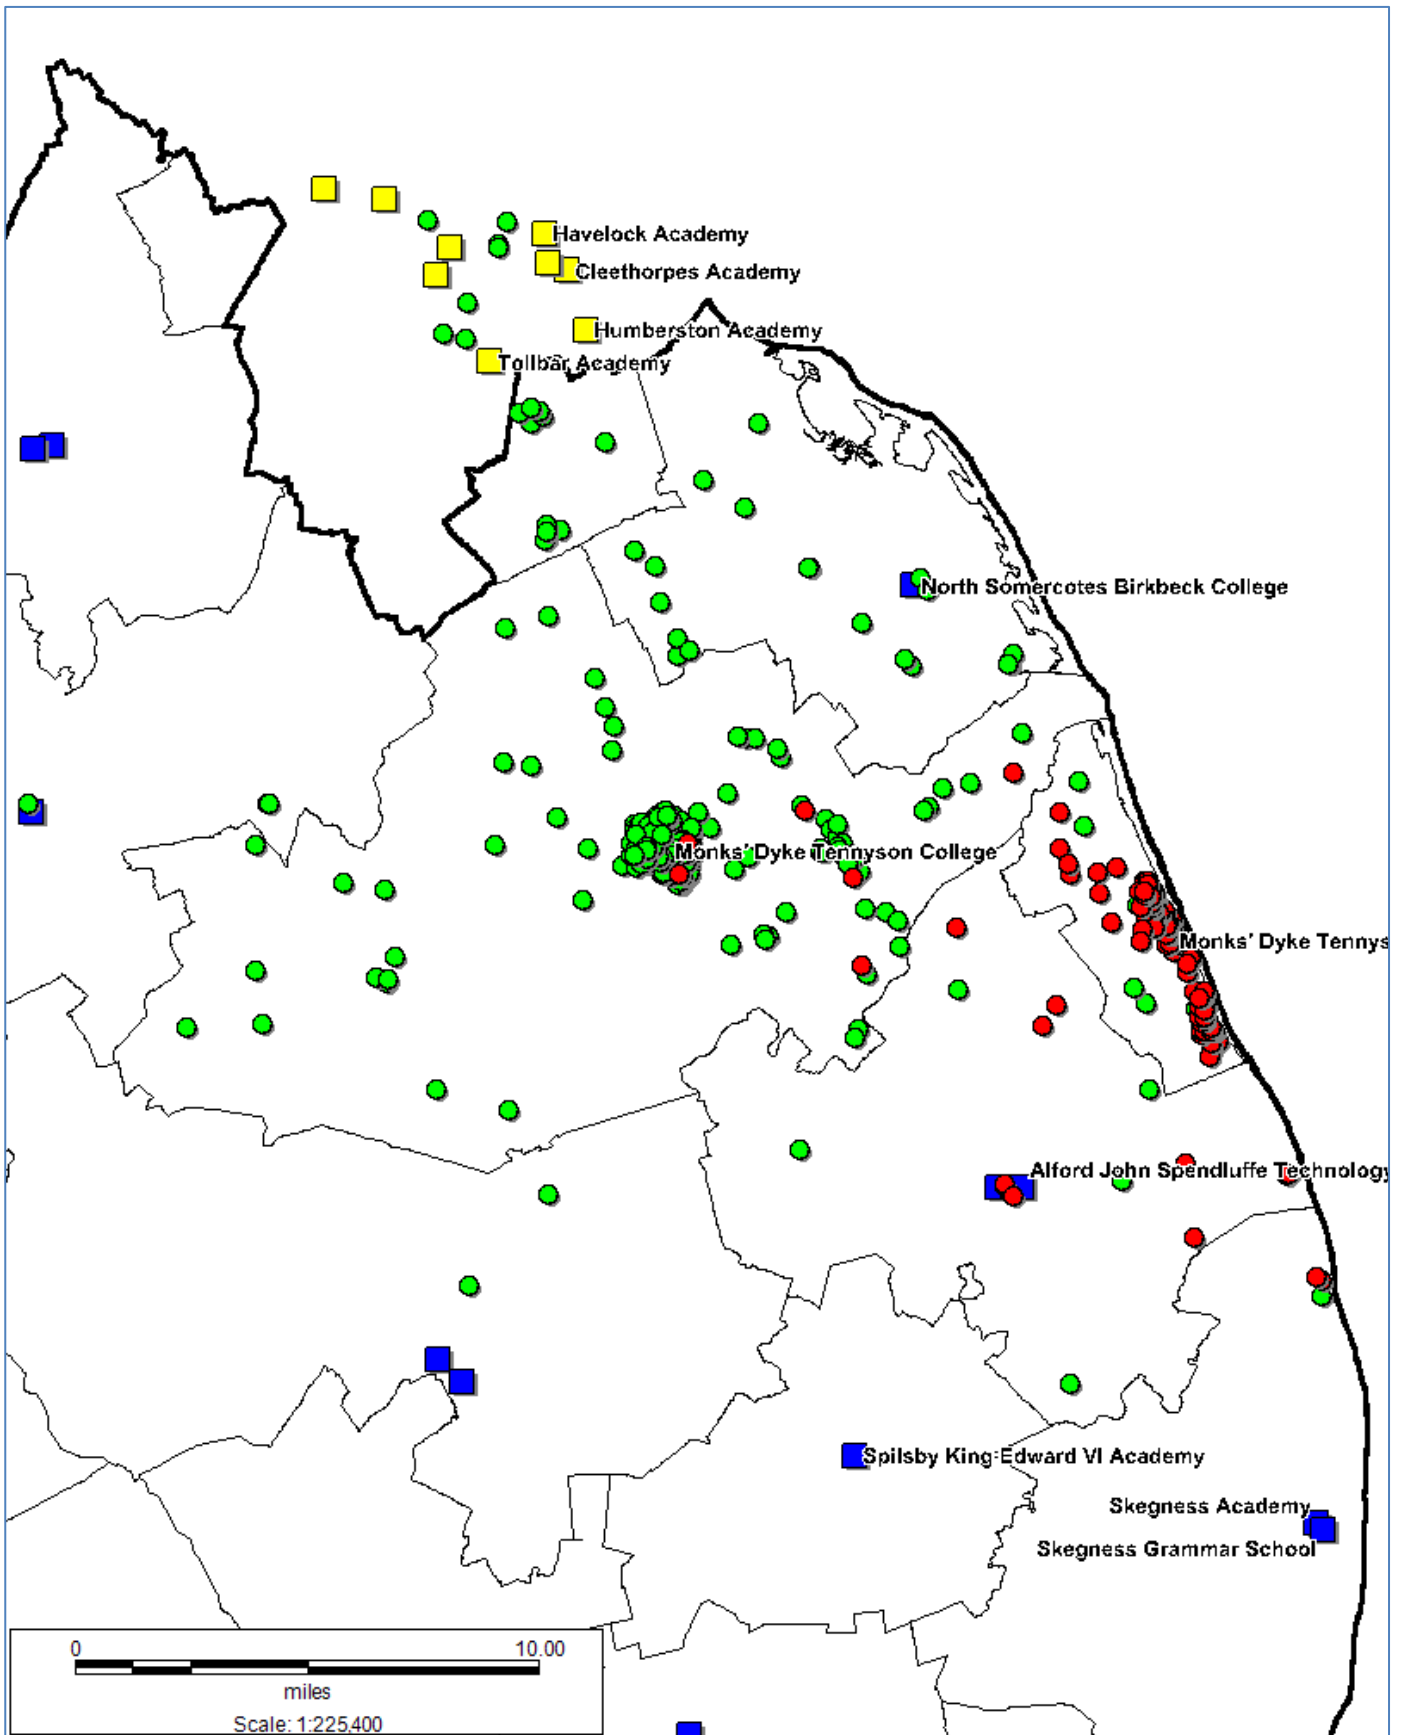 Havelock Academy
Cleethorpes Academy
Humberston Academy
Tollbar Academy
North Somercotes Birkbeck College
Monks' Dyke Tennyson College
Monks' Dyke Tennys
Alford John Spendluffe Technology
Spilsby King Edward VI Academy
Skegness Academy
Skegness Grammar School
0 10.00
miles
Scale: 1:225,400